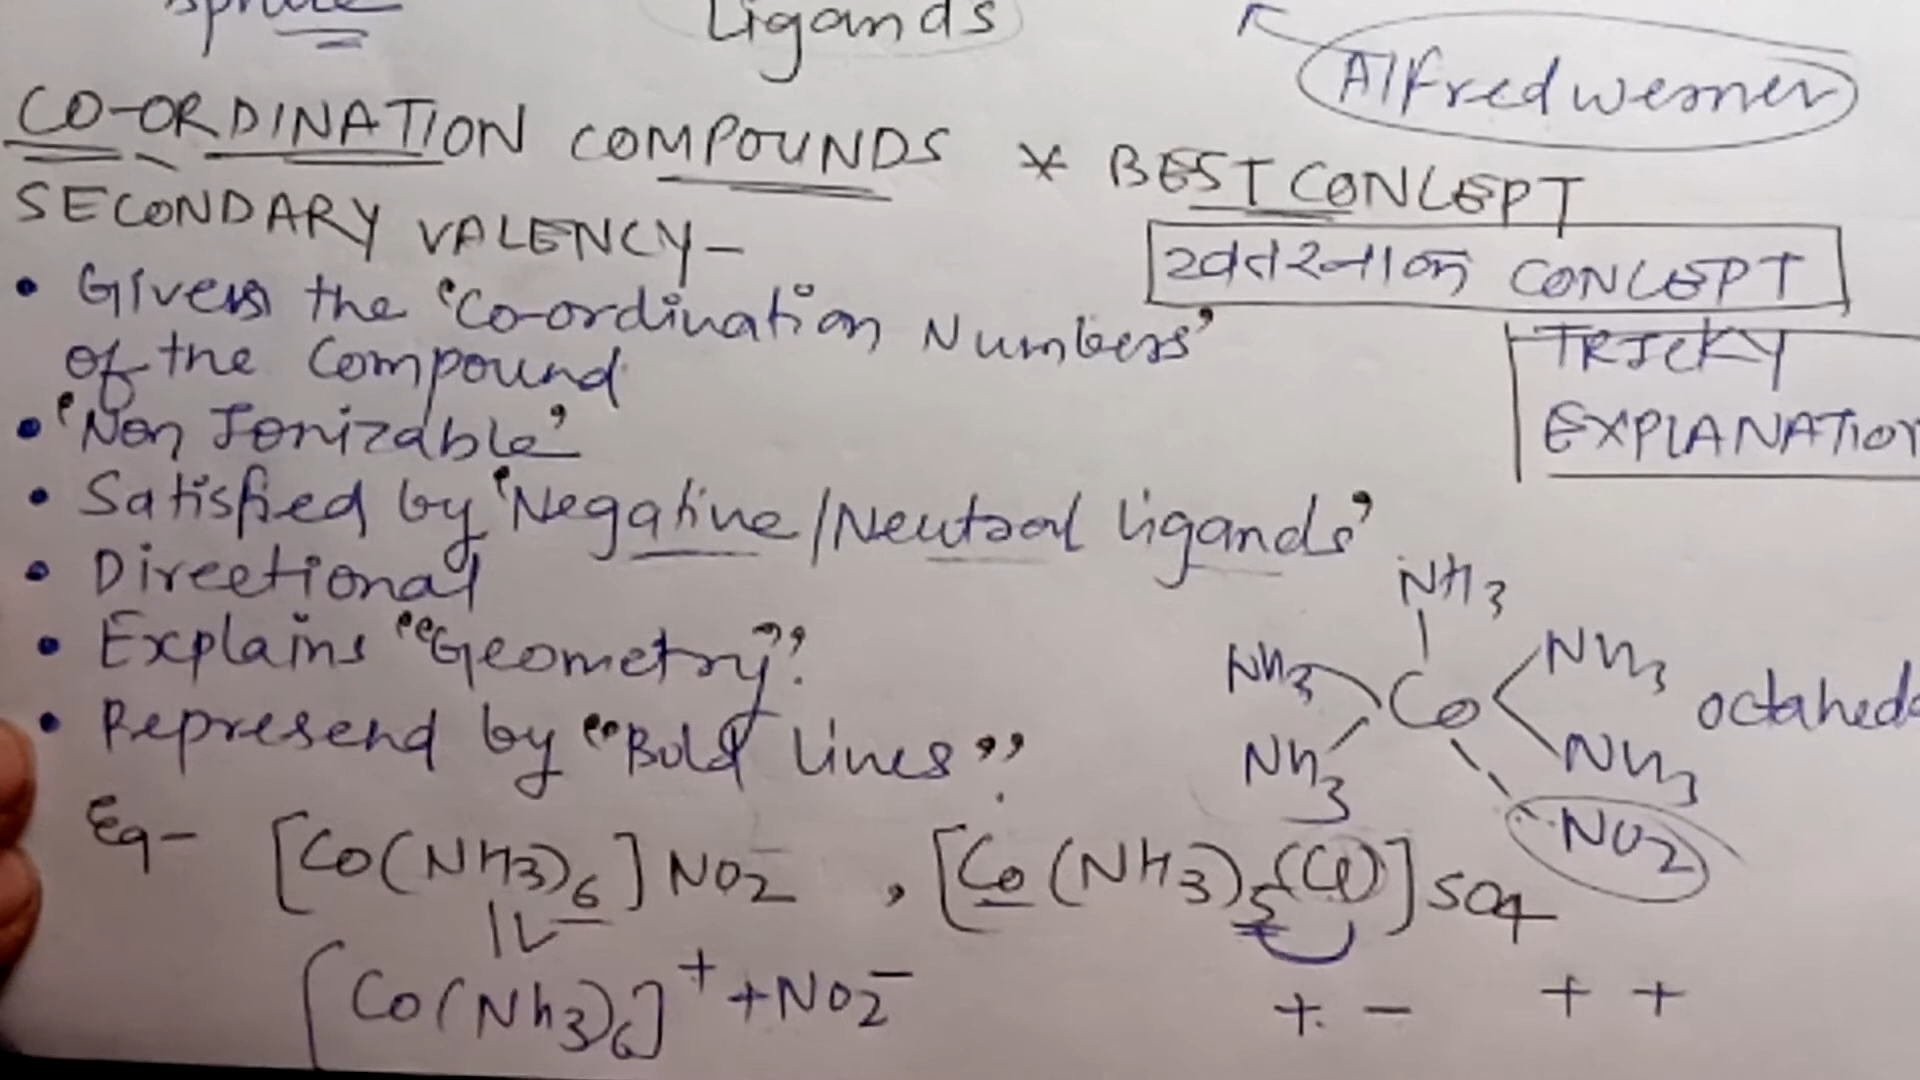 Ligands
Alfred werner
CO-ORDINATION COMPOUNDS * BEST CONCEPT
SECONDARY VALENCY-
खतरनाक CONCEPT
TRICKY
EXPLANATION
• Gives the 'Co-ordination Numbers'
of the Compound
• 'Non Ionizable'
• Satisfied by 'Negative/Neutral ligands'
• Directional
• Explains "Geometry".
• Represend by "Bold lines".
NH3
NH3 Co NH3 octahed
NH3 NH3
NO2
Eg- [Co(NH3)6] NO2-, [Co(NH3)5(Cl)] SO4
[Co(NH3)6]+ + NO2-
+ - + +